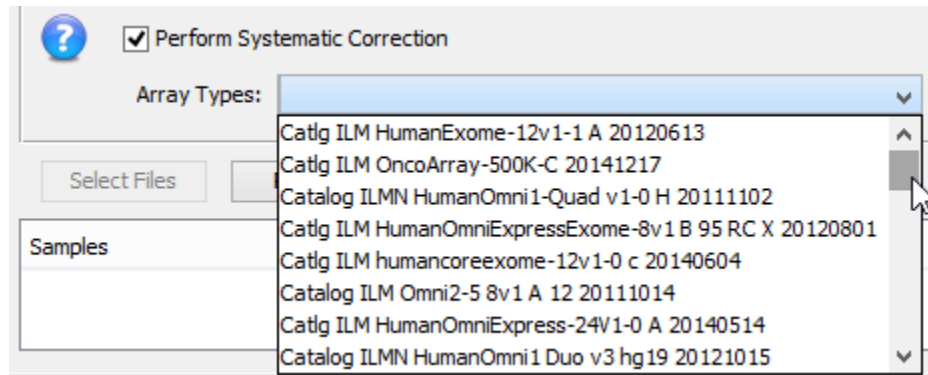 Perform Systematic Correction
Array Types:
Catlg ILM HumanExome-12v1-1 A 20120613
Catlg ILM OncoArray-500K-C 20141217
Select Files
Catalog ILMN HumanOmni1-Quad v1-0 H 20111102
Catlg ILM HumanOmniExpressExome-8v1 B 95 RC X 20120801
Samples
Catlg ILM humancoreexome-12v1-0 c 20140604
Catalog ILM Omni2-5 8v1 A 12 20111014
Catlg ILM HumanOmniExpress-24V1-0 A 20140514
Catalog ILMN HumanOmni1 Duo v3 hg19 20121015